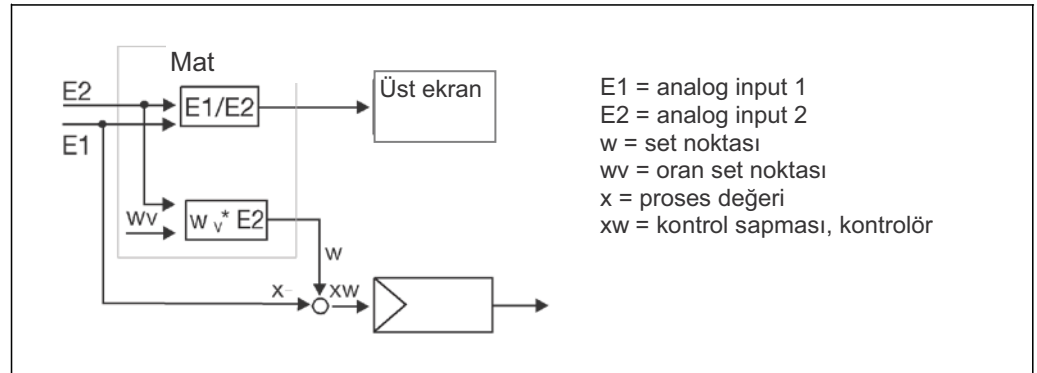 Mat
E2
E1/E2
Üst ekran
E1
wv
w v* E2
w
x-
xw
E1 = analog input 1
E2 = analog input 2
w = set noktası
wv = oran set noktası
x = proses değeri
xw = kontrol sapması, kontrolör